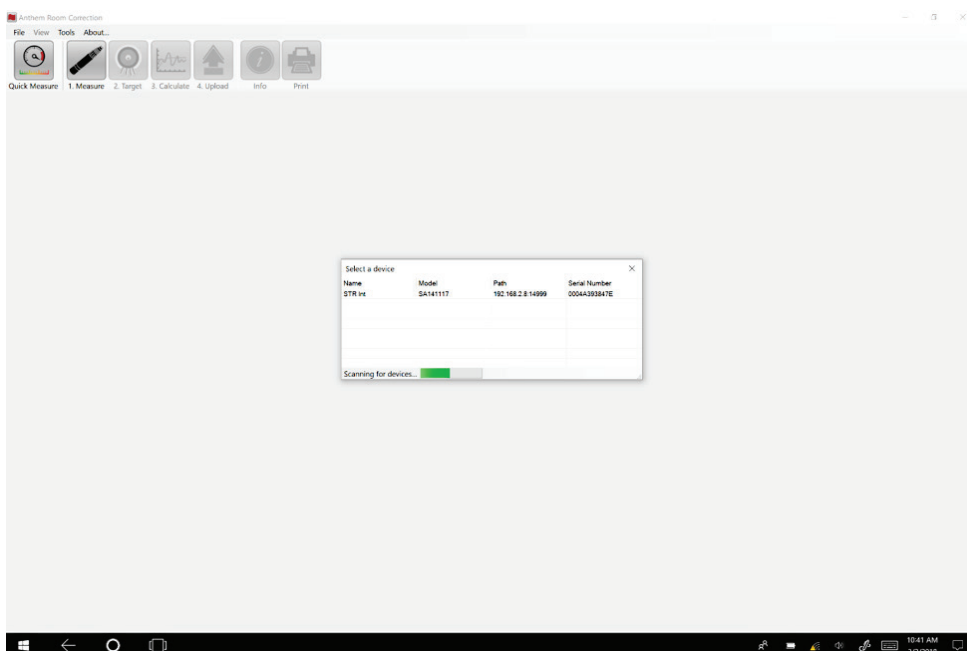 Anthem Room Correction
File View Tools About...
Quick Measure 1. Measure 2. Target 3. Calculate 4. Upload Info Print
Select a device
Name Model Path Serial Number
STR Int SA141117 192.168.2.8:14999 0004A393847E
Scanning for devices...
10:41 AM